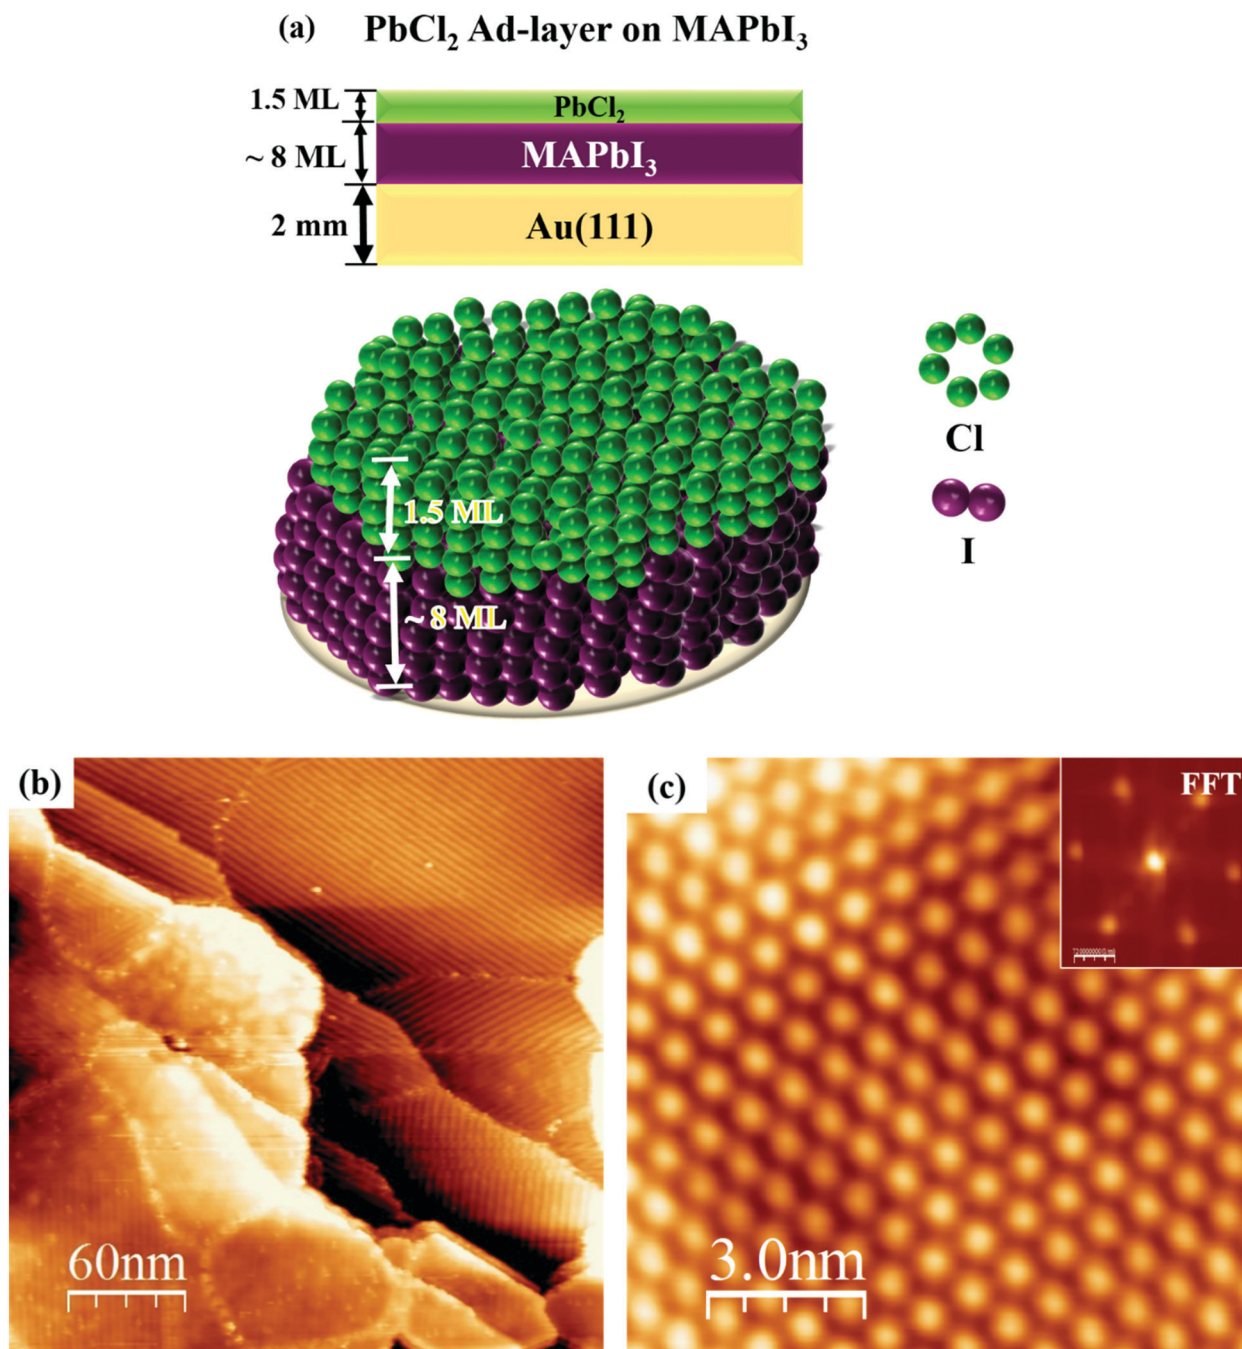 (a) PbCl₂ Ad-layer on MAPbI₃
1.5 ML
PbCl₂
~ 8 ML
MAPbI₃
2 mm
Au(111)
Cl
1.5 ML
I
~ 8 ML
(b)
(c)
FFT
60nm
3.0nm